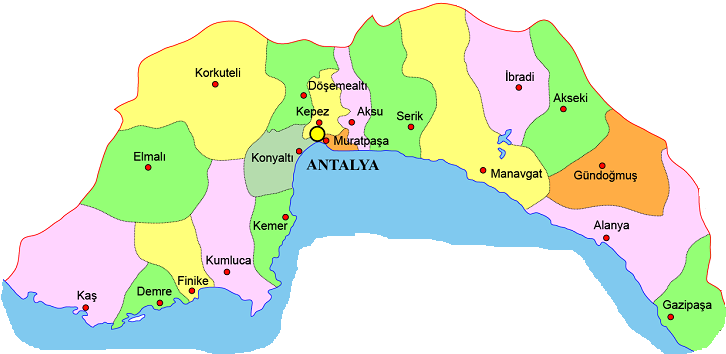 Korkuteli
Döşemealtı
İbradi
Akseki
Kepez
Aksu
Serik
Muratpaşa
Elmalı
Konyaltı
ANTALYA
Manavgat
Gündoğmuş
Kemer
Alanya
Kumluca
Finike
Kaş
Demre
Gazipaşa